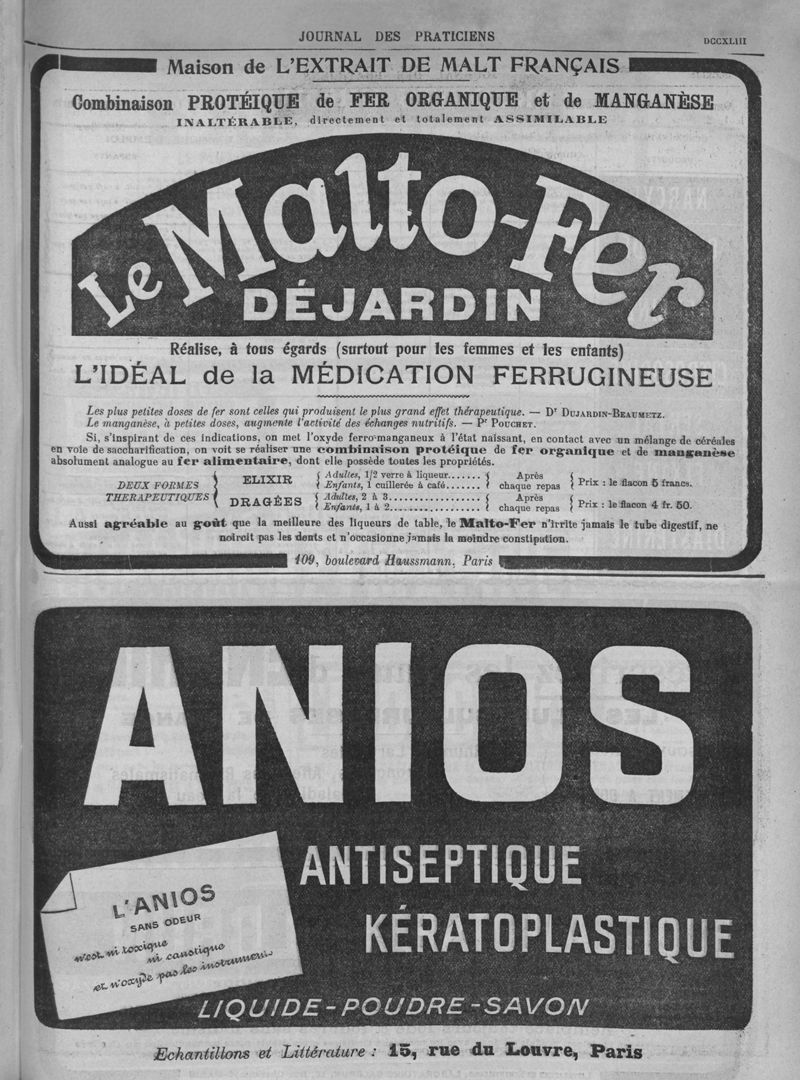 JOURNAL DES PRATICIENS
DCCXLIII
Maison de L'EXTRAIT DE MALT FRANÇAIS
Combinaison PROTÉIQUE de FER ORGANIQUE et de MANGANÈSE
INALTÉRABLE, directement et totalement ASSIMILABLE
Le Malto-Fer
DÉJARDIN
Réalise, à tous égards (surtout pour les femmes et les enfants)
L'IDÉAL de la MÉDICATION FERRUGINEUSE
Les plus petites doses de fer sont celles qui produisent le plus grand effet thérapeutique. — Dr DUJARDIN-BEAUMETZ.
Le manganèse, à petites doses, augmente l'activité des échanges nutritifs. — Pr POUCHET.
Si, s'inspirant de ces indications, on met l'oxyde ferro-manganeux à l'état naissant, en contact avec un mélange de céréales
en voie de saccharification, on voit se réaliser une combinaison protéique de fer organique et de manganèse
absolument analogue au fer alimentaire, dont elle possède toutes les propriétés.
DEUX FORMES
THERAPEUTIQUES
ELIXIR { Adultes, 1/2 verre à liqueur.......
Enfants, 1 cuillerée à café...... } Après
chaque repas { Prix : le flacon 5 francs.
DRAGÉES { Adultes, 2 à 3....................
Enfants, 1 à 2.................... } Après
chaque repas { Prix : le flacon 4 fr. 50.
Aussi agréable au goût que la meilleure des liqueurs de table, le Malto-Fer n'irrite jamais le tube digestif, ne
noircit pas les dents et n'occasionne jamais la moindre constipation.
109, boulevard Haussmann, Paris
ANIOS
ANTISEPTIQUE
KÉRATOPLASTIQUE
L'ANIOS
SANS ODEUR
n'est ni toxique
ni caustique
et n'oxyde pas les instruments
LIQUIDE-POUDRE-SAVON
Echantillons et Littérature : 15, rue du Louvre, Paris